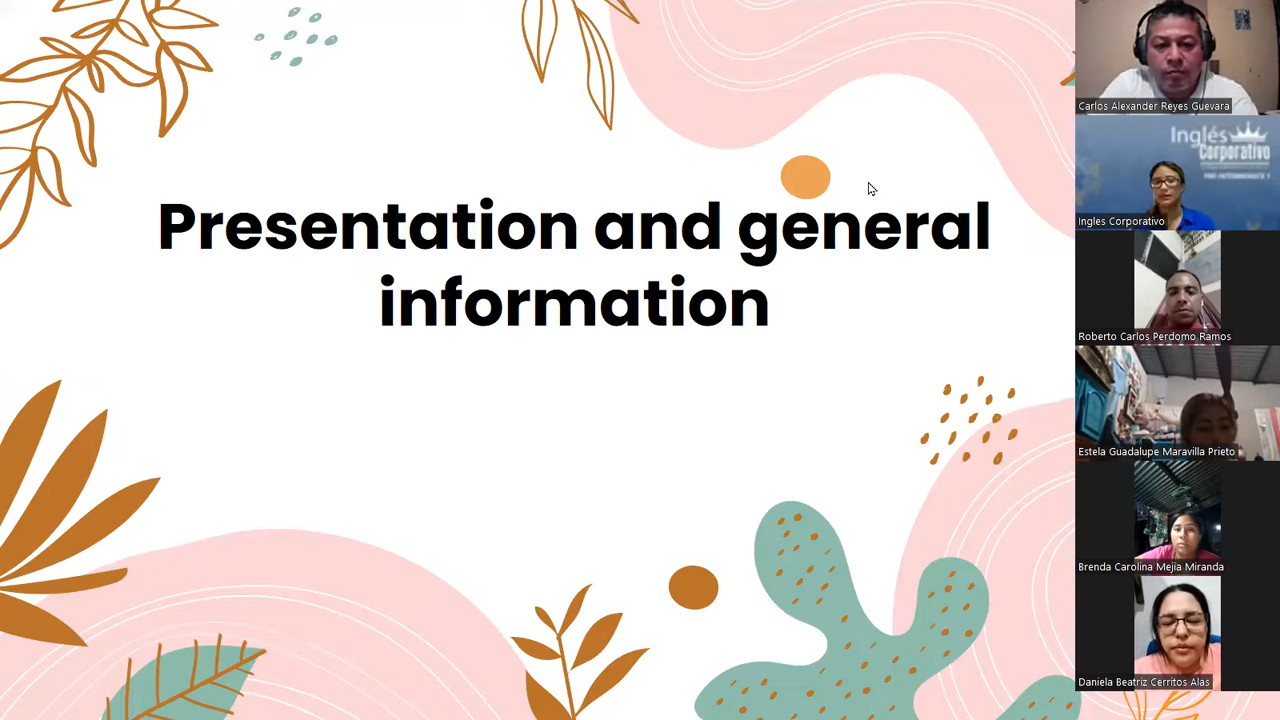 Presentation and general
information
Carlos Alexander Reyes Guevara
Inglés
Corporativo
Ingles Corporativo
Roberto Carlos Perdomo Ramos
Estela Guadalupe Maravilla Prieto
Brenda Carolina Mejia Miranda
Daniela Beatriz Cerritos Alas